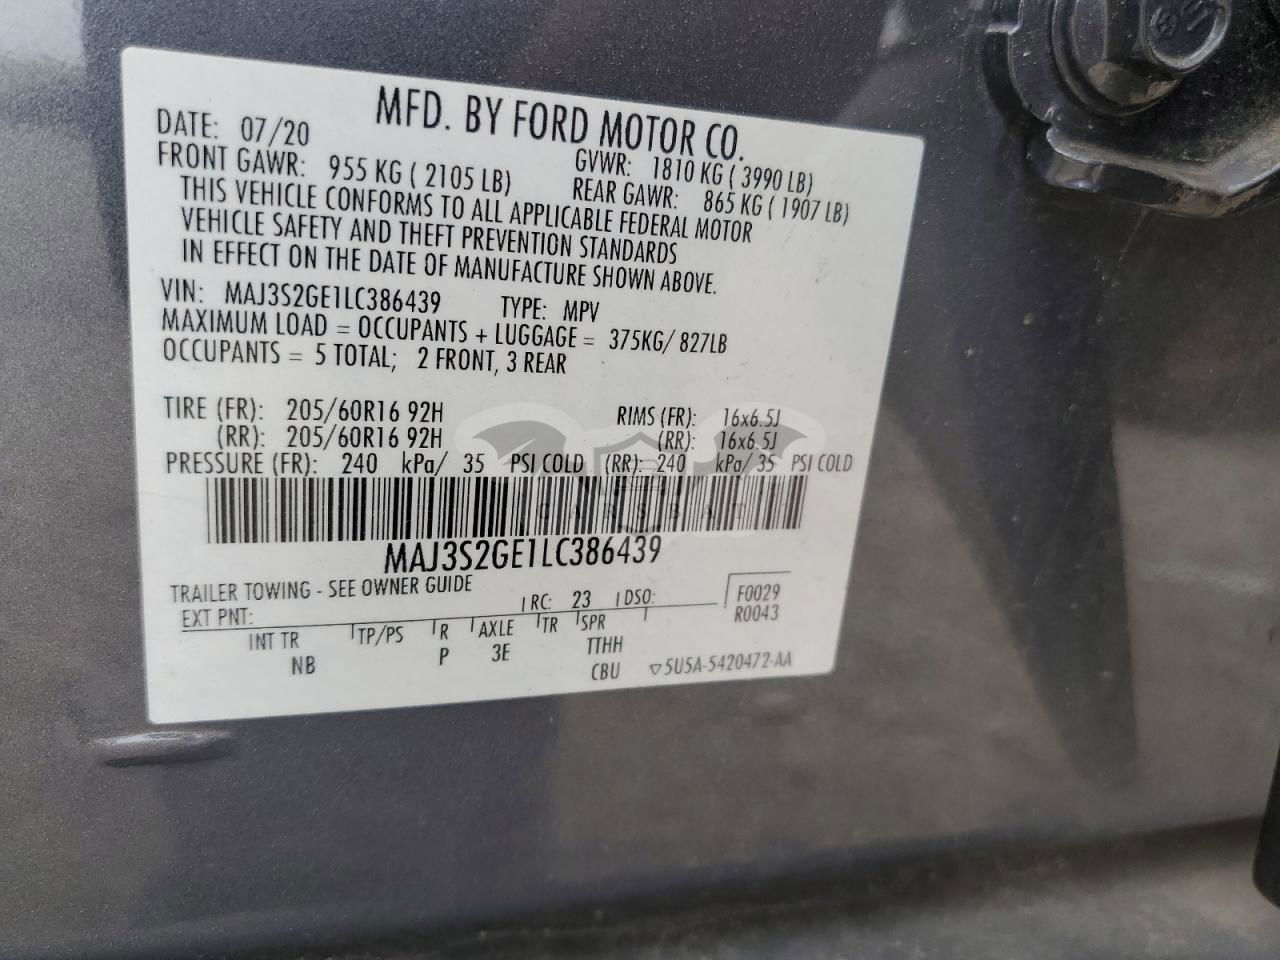 MFD. BY FORD MOTOR CO.
DATE: 07/20 GVWR: 1810 KG ( 3990 LB)
FRONT GAWR: 955 KG ( 2105 LB) REAR GAWR: 865 KG ( 1907 LB)
THIS VEHICLE CONFORMS TO ALL APPLICABLE FEDERAL MOTOR
VEHICLE SAFETY AND THEFT PREVENTION STANDARDS
IN EFFECT ON THE DATE OF MANUFACTURE SHOWN ABOVE.
VIN: MAJ3S2GE1LC386439 TYPE: MPV
MAXIMUM LOAD = OCCUPANTS + LUGGAGE = 375KG/ 827LB
OCCUPANTS = 5 TOTAL; 2 FRONT, 3 REAR
TIRE (FR): 205/60R16 92H RIMS (FR): 16x6.5J
(RR): 205/60R16 92H (RR): 16x6.5J
PRESSURE (FR): 240 kPa/ 35 PSI COLD (RR): 240 kPa/ 35 PSI COLD
MAJ3S2GE1LC386439
TRAILER TOWING - SEE OWNER GUIDE
EXT PNT: RC: 23 DSO: F0029
R0043
INT TR TP/PS R AXLE TR SPR
NB P 3E TTHH
CBU 5U5A-5420472-AA